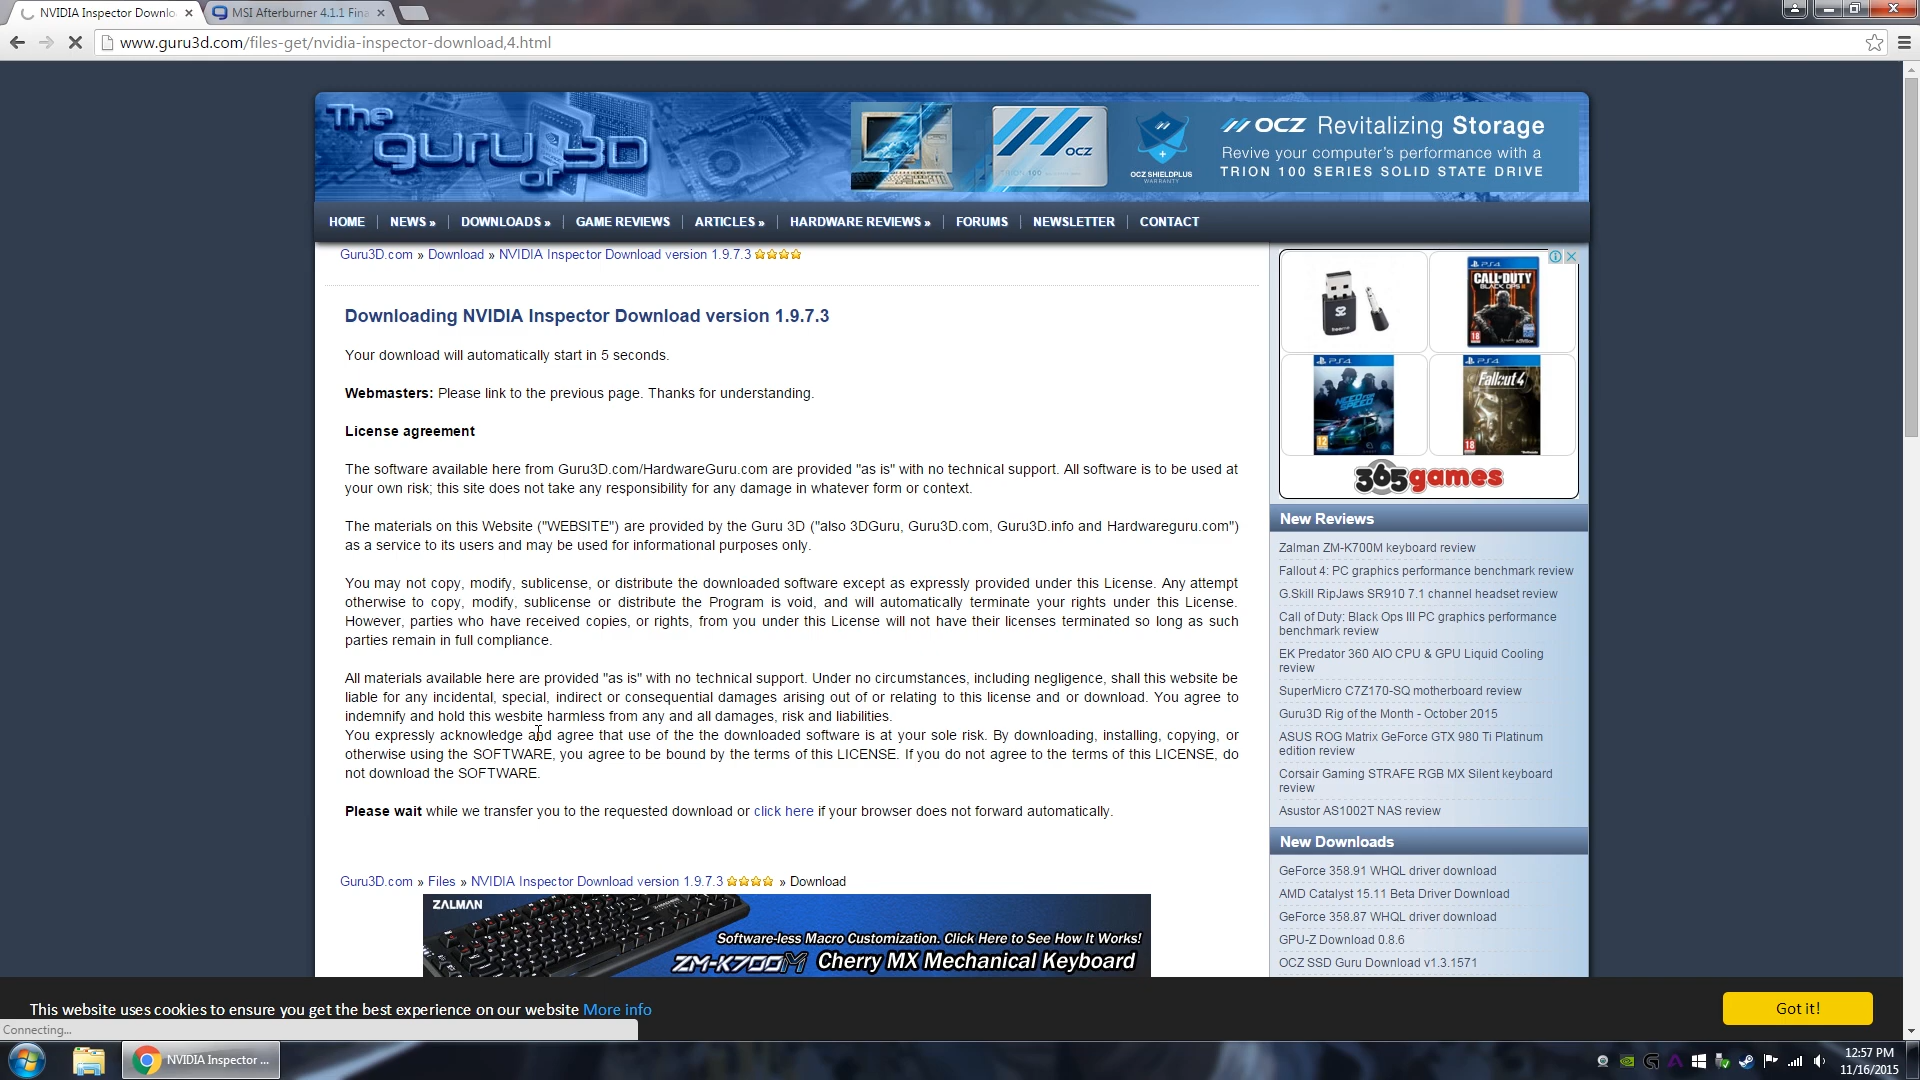 NVIDIA Inspector Downlo
MSI Afterburner 4.1.1 Fina
www.guru3d.com/files-get/nvidia-inspector-download,4.html
The
guru
of
3D
OCZ
OCZ SHIELDPLUS
WARRANTY
OCZ Revitalizing Storage
Revive your computer's performance with a
TRION 100 SERIES SOLID STATE DRIVE
HOME
NEWS »
DOWNLOADS »
GAME REVIEWS
ARTICLES »
HARDWARE REVIEWS »
FORUMS
NEWSLETTER
CONTACT
Guru3D.com » Download » NVIDIA Inspector Download version 1.9.7.3
Downloading NVIDIA Inspector Download version 1.9.7.3
Your download will automatically start in 5 seconds.
Webmasters: Please link to the previous page. Thanks for understanding.
License agreement
The software available here from Guru3D.com/HardwareGuru.com are provided "as is" with no technical support. All software is to be used at
your own risk; this site does not take any responsibility for any damage in whatever form or context.
The materials on this Website ("WEBSITE") are provided by the Guru 3D ("also 3DGuru, Guru3D.com, Guru3D.info and Hardwareguru.com")
as a service to its users and may be used for informational purposes only.
You may not copy, modify, sublicense, or distribute the downloaded software except as expressly provided under this License. Any attempt
otherwise to copy, modify, sublicense or distribute the Program is void, and will automatically terminate your rights under this License.
However, parties who have received copies, or rights, from you under this License will not have their licenses terminated so long as such
parties remain in full compliance.
All materials available here are provided "as is" with no technical support. Under no circumstances, including negligence, shall this website be
liable for any incidental, special, indirect or consequential damages arising out of or relating to this license and or download. You agree to
indemnify and hold this wesbite harmless from any and all damages, risk and liabilities.
You expressly acknowledge and agree that use of the the downloaded software is at your sole risk. By downloading, installing, copying, or
otherwise using the SOFTWARE, you agree to be bound by the terms of this LICENSE. If you do not agree to the terms of this LICENSE, do
not download the SOFTWARE.
Please wait while we transfer you to the requested download or click here if your browser does not forward automatically.
Guru3D.com » Files » NVIDIA Inspector Download version 1.9.7.3 » Download
ZALMAN
Software-less Macro Customization. Click Here to See How It Works!
ZM-K700M Cherry MX Mechanical Keyboard
PS4
CALL OF DUTY
BLACK OPS III
18
PS4
NEED FOR SPEED
12
PS4
Fallout 4
18
365games
New Reviews
Zalman ZM-K700M keyboard review
Fallout 4: PC graphics performance benchmark review
G.Skill RipJaws SR910 7.1 channel headset review
Call of Duty: Black Ops III PC graphics performance
benchmark review
EK Predator 360 AIO CPU & GPU Liquid Cooling
review
SuperMicro C7Z170-SQ motherboard review
Guru3D Rig of the Month - October 2015
ASUS ROG Matrix GeForce GTX 980 Ti Platinum
edition review
Corsair Gaming STRAFE RGB MX Silent keyboard
review
Asustor AS1002T NAS review
New Downloads
GeForce 358.91 WHQL driver download
AMD Catalyst 15.11 Beta Driver Download
GeForce 358.87 WHQL driver download
GPU-Z Download 0.8.6
OCZ SSD Guru Download v1.3.1571
This website uses cookies to ensure you get the best experience on our website More info
Got it!
Connecting...
NVIDIA Inspector ...
12:57 PM
11/16/2015